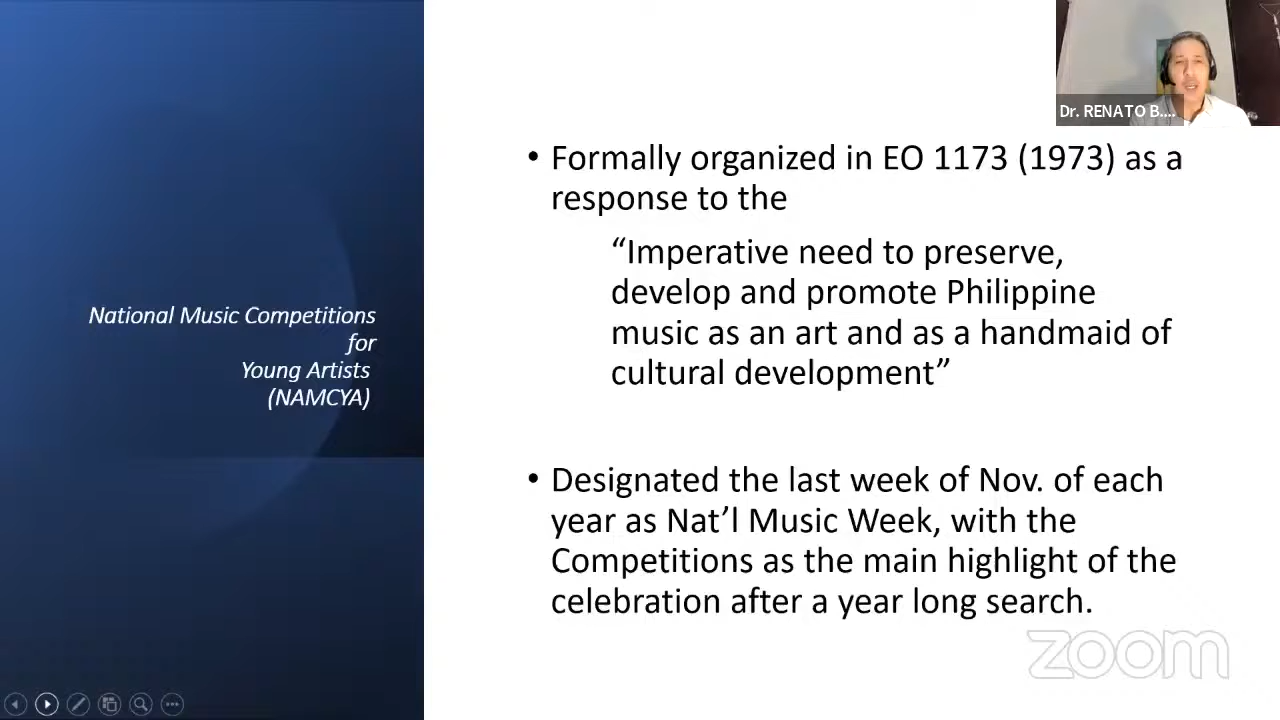 National Music Competitions
for
Young Artists
(NAMCYA)
• Formally organized in EO 1173 (1973) as a
response to the
“Imperative need to preserve,
develop and promote Philippine
music as an art and as a handmaid of
cultural development”
• Designated the last week of Nov. of each
year as Nat’l Music Week, with the
Competitions as the main highlight of the
celebration after a year long search.
Dr. RENATO B....
zoom